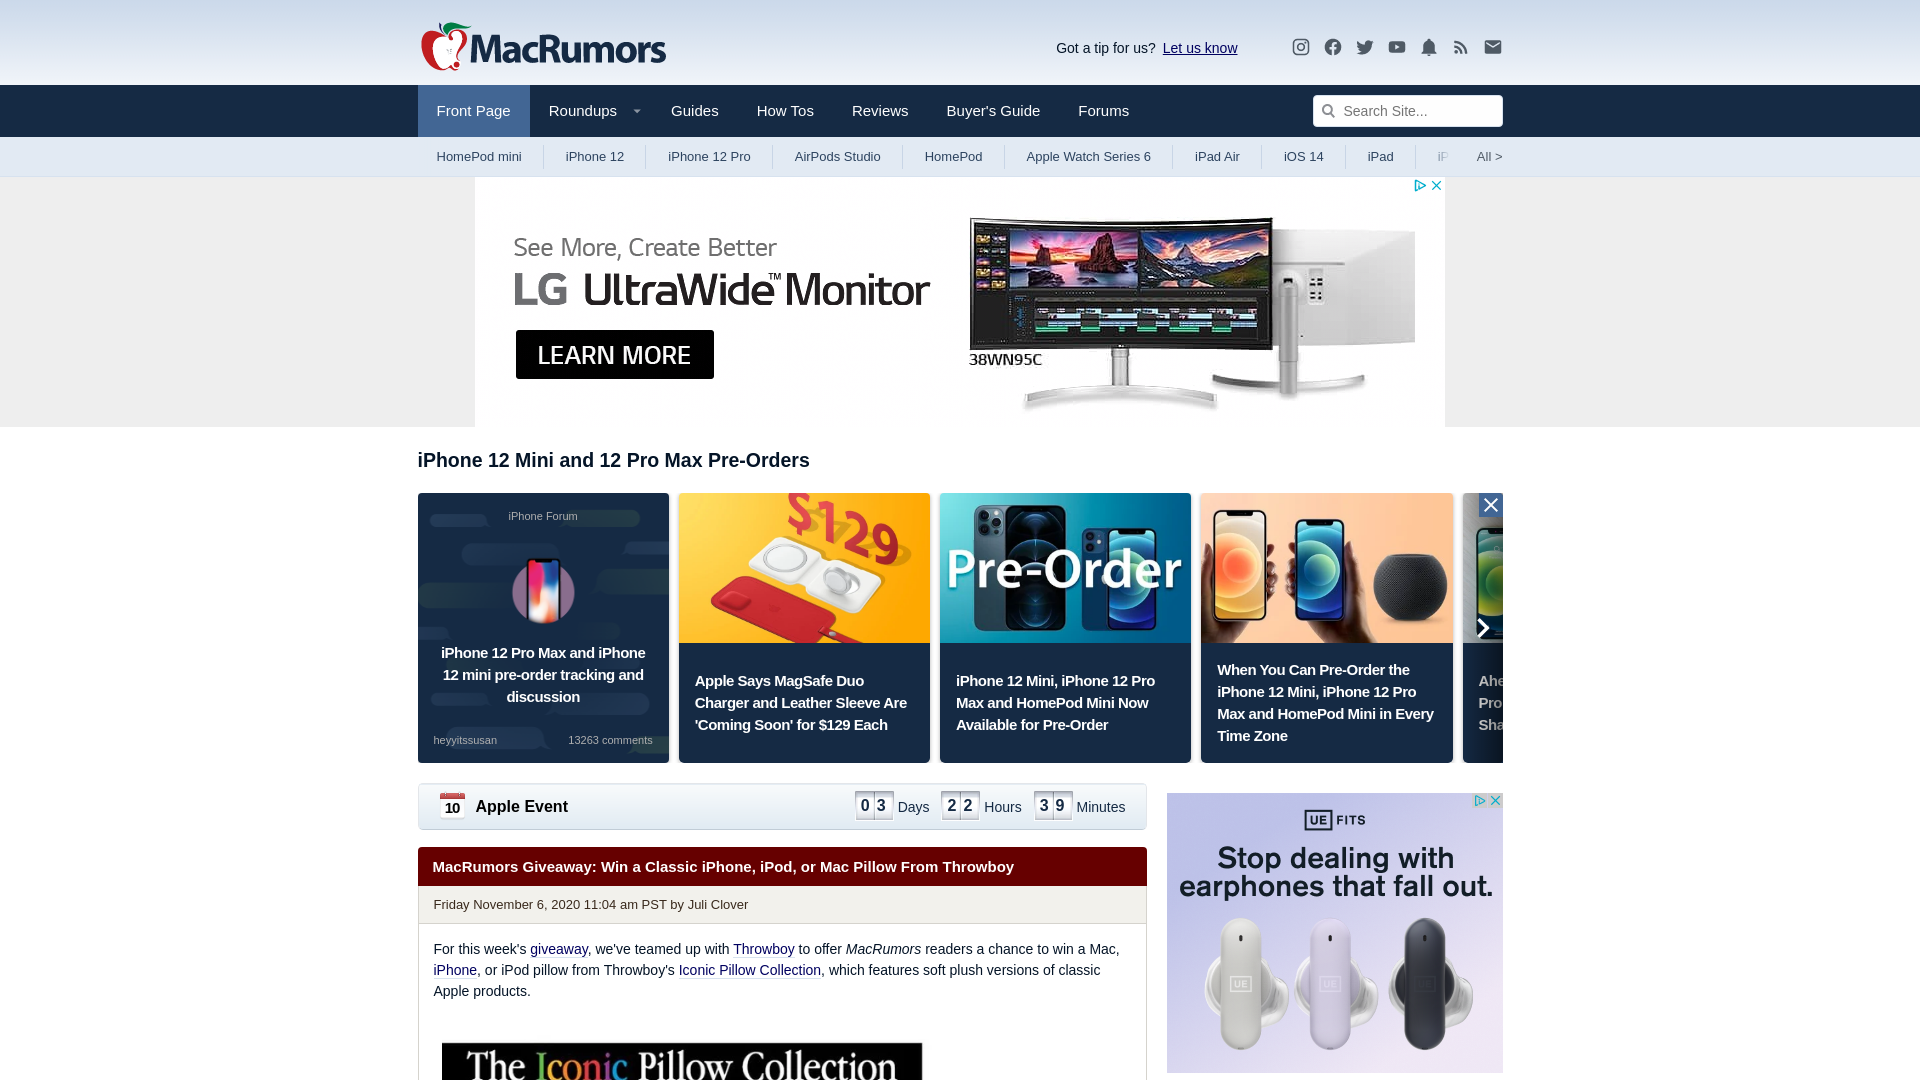 MacRumors
Got a tip for us? Let us know
Front Page
Roundups
Guides
How Tos
Reviews
Buyer's Guide
Forums
Search Site...
HomePod mini
iPhone 12
iPhone 12 Pro
AirPods Studio
HomePod
Apple Watch Series 6
iPad Air
iOS 14
iPad
iP
All >
See More, Create Better
LG UltraWide™ Monitor
LEARN MORE
38WN95C
iPhone 12 Mini and 12 Pro Max Pre-Orders
iPhone Forum
iPhone 12 Pro Max and iPhone
12 mini pre-order tracking and
discussion
heyyitssusan
13263 comments
$129
Apple Says MagSafe Duo
Charger and Leather Sleeve Are
'Coming Soon' for $129 Each
Pre-Order
iPhone 12 Mini, iPhone 12 Pro
Max and HomePod Mini Now
Available for Pre-Order
When You Can Pre-Order the
iPhone 12 Mini, iPhone 12 Pro
Max and HomePod Mini in Every
Time Zone
Ahe
Pro
Sha
10 Apple Event
03 Days 22 Hours 39 Minutes
MacRumors Giveaway: Win a Classic iPhone, iPod, or Mac Pillow From Throwboy
Friday November 6, 2020 11:04 am PST by Juli Clover
For this week's giveaway, we've teamed up with Throwboy to offer MacRumors readers a chance to win a Mac,
iPhone, or iPod pillow from Throwboy's Iconic Pillow Collection, which features soft plush versions of classic
Apple products.
The Iconic Pillow Collection
UE FITS
Stop dealing with
earphones that fall out.
UE
UE
UE